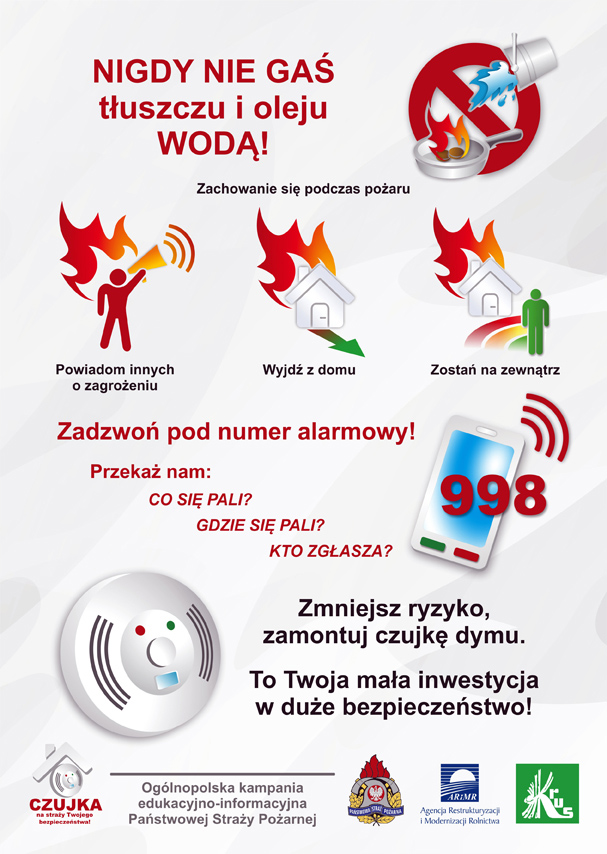 NIGDY NIE GAŚ
tłuszczu i oleju
WODĄ!
Zachowanie się podczas pożaru
Powiadom innych
o zagrożeniu
Wyjdź z domu
Zostań na zewnątrz
Zadzwoń pod numer alarmowy!
Przekaż nam:
CO SIĘ PALI?
GDZIE SIĘ PALI?
KTO ZGŁASZA?
998
Zmniejsz ryzyko,
zamontuj czujkę dymu.
To Twoja mała inwestycja
w duże bezpieczeństwo!
CZUJKA
na straży Twojego
bezpieczeństwa!
Ogólnopolska kampania
edukacyjno-informacyjna
Państwowej Straży Pożarnej
PAŃSTWOWA STRAŻ POŻARNA
ARiMR
Agencja Restrukturyzacji
i Modernizacji Rolnictwa
Krus